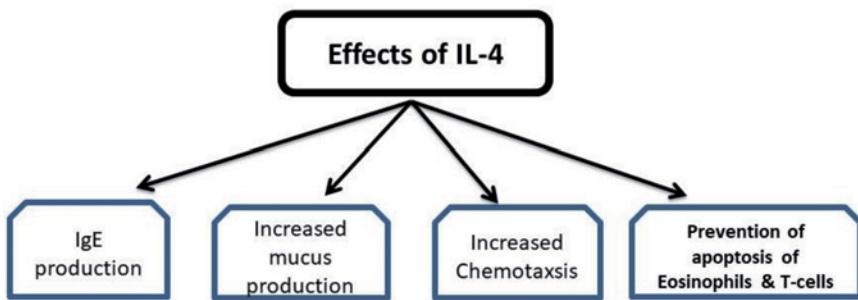 Effects of IL-4
IgE
production
Increased
mucus
production
Increased
Chemotaxsis
Prevention of
apoptosis of
Eosinophils & T-cells